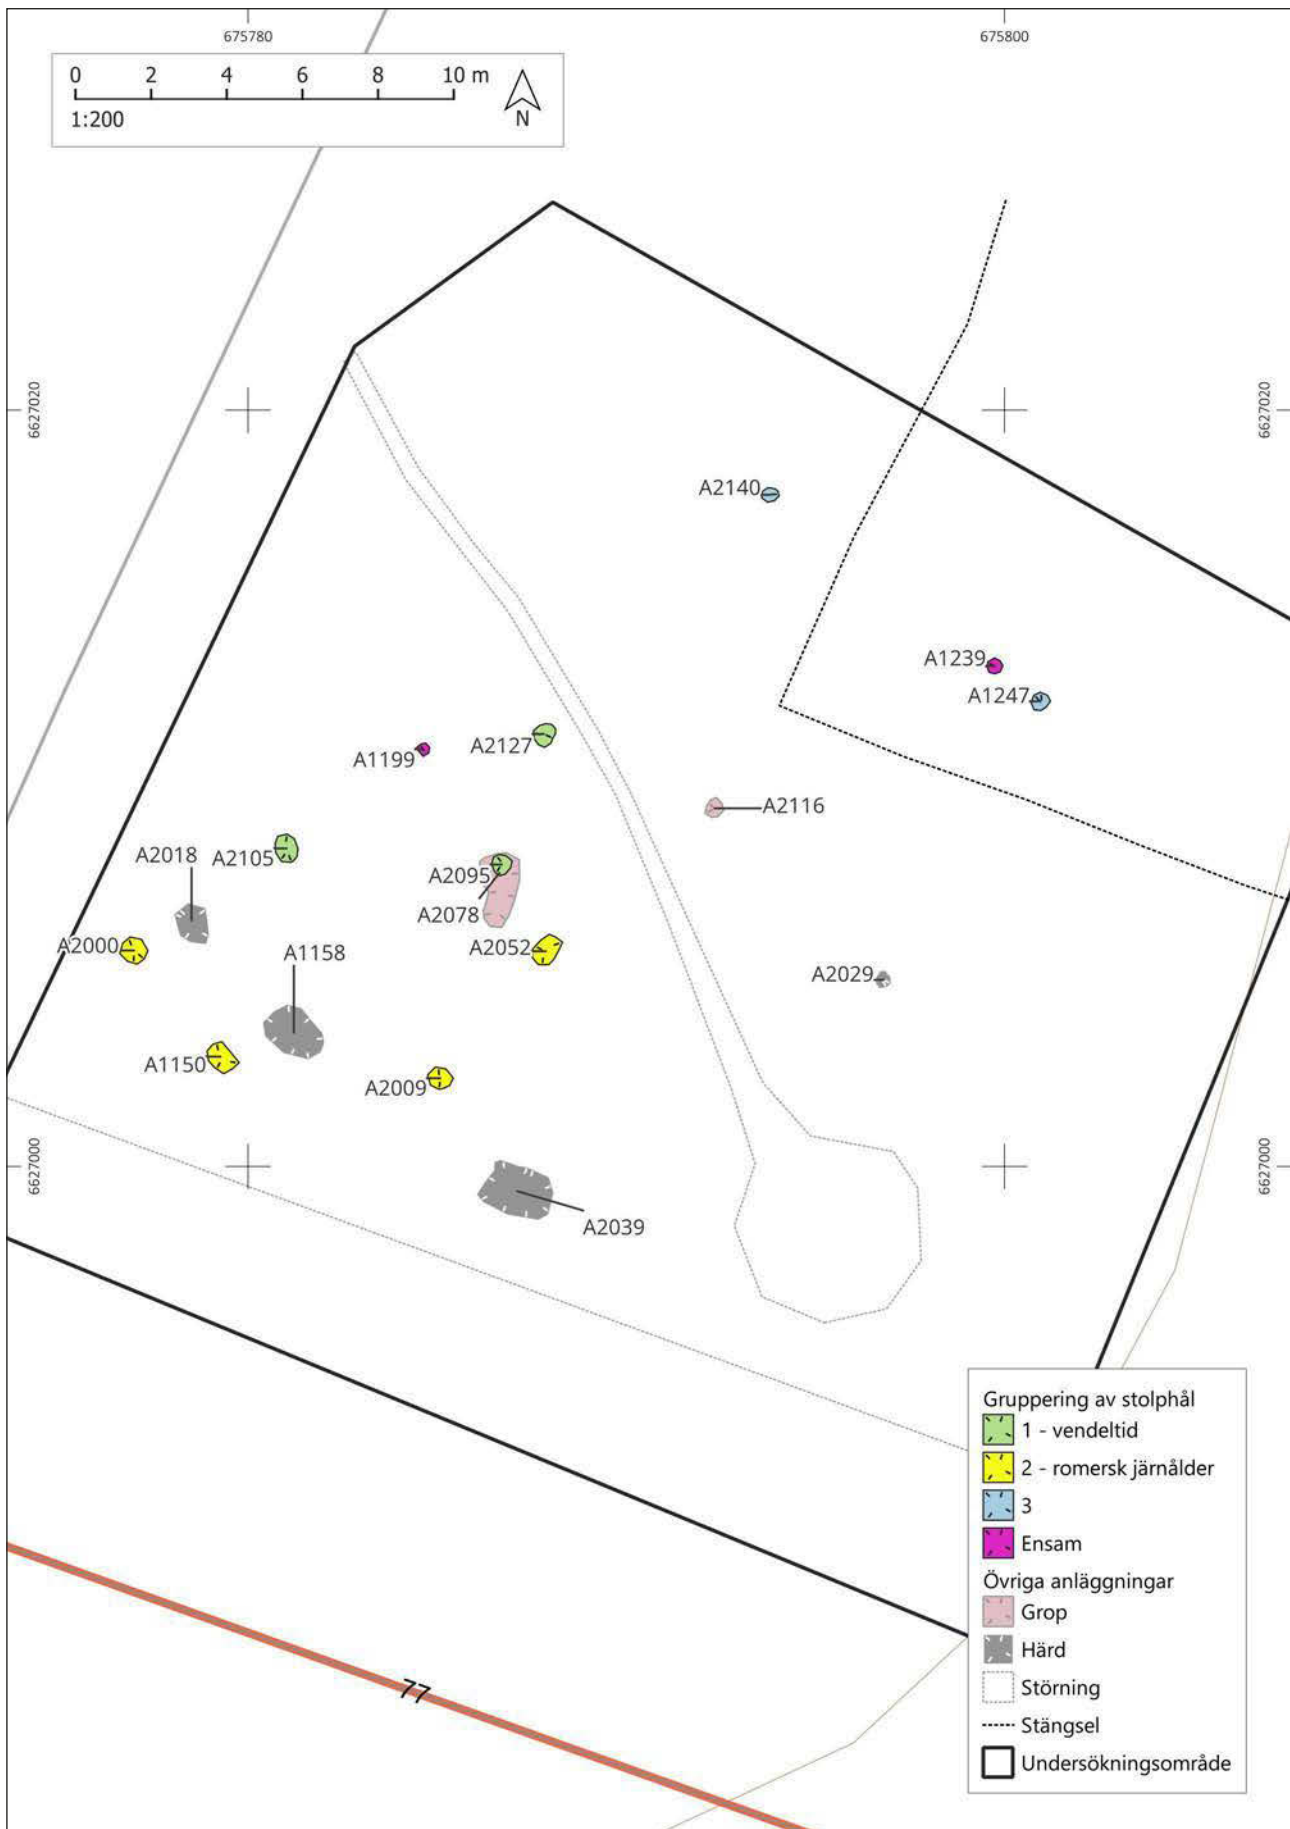 675780
675800
0 2 4 6 8 10 m
1:200
N
6627020
6627020
A2140
A1239
A1247
A2127
A1199
A2116
A2018
A2105
A2095
A2078
A2000
A2052
A1158
A2029
A1150
A2009
6627000
6627000
A2039
Gruppering av stolphål
1 - vendeltid
2 - romersk järnålder
3
Ensam
Övriga anläggningar
Grop
Härd
Störning
Stängsel
Undersökningsområde
77